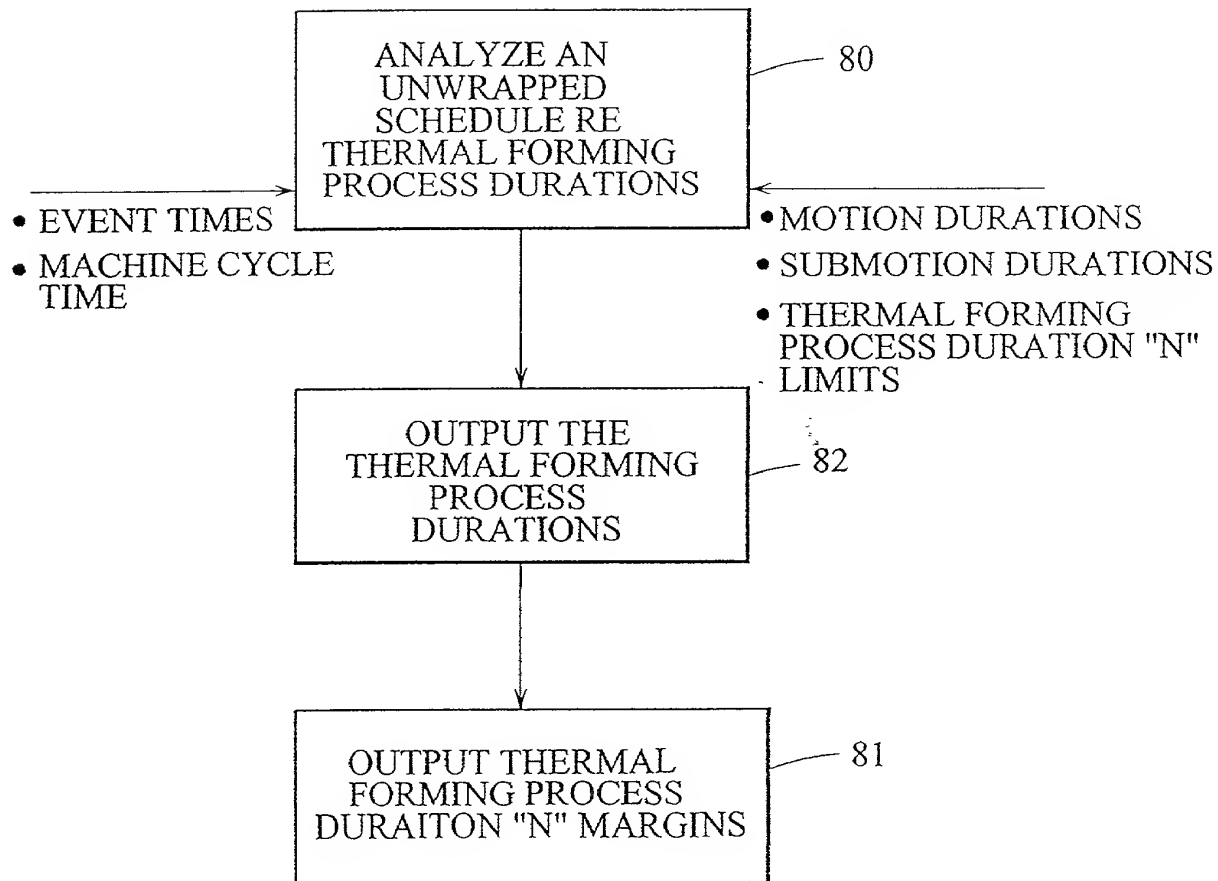 ANALYZE AN
UNWRAPPED
SCHEDULE RE
THERMAL FORMING
PROCESS DURATIONS
80
• EVENT TIMES
• MACHINE CYCLE
TIME
• MOTION DURATIONS
• SUBMOTION DURATIONS
• THERMAL FORMING
PROCESS DURATION "N"
LIMITS
OUTPUT THE
THERMAL FORMING
PROCESS
DURATIONS
82
OUTPUT THERMAL
FORMING PROCESS
DURAITON "N" MARGINS
81